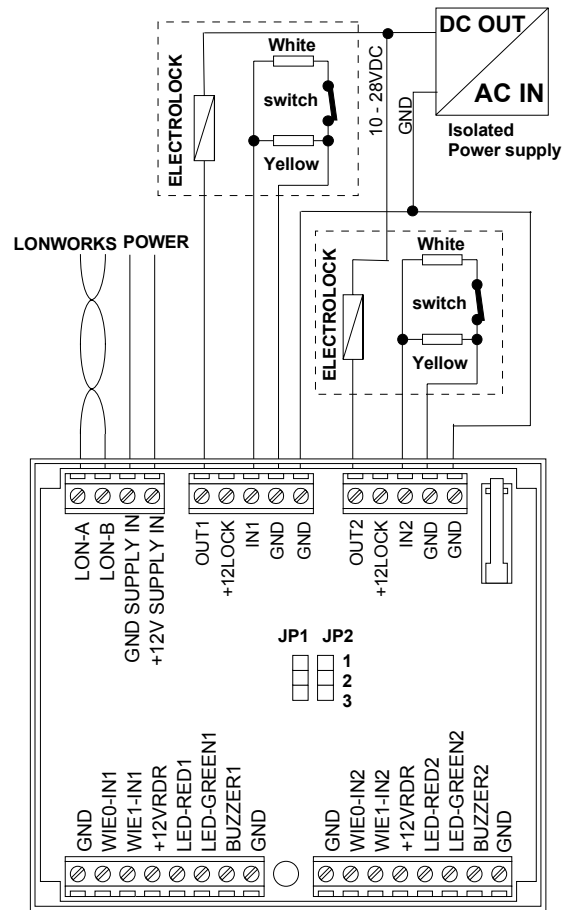 DC OUT
AC IN
Isolated
Power supply
10 - 28VDC
GND
White
switch
Yellow
ELECTROLOCK
White
switch
Yellow
ELECTROLOCK
LONWORKS POWER
LON-A
LON-B
GND SUPPLY IN
+12V SUPPLY IN
OUT1
+12LOCK
IN1
GND
GND
OUT2
+12LOCK
IN2
GND
GND
JP1 JP2
1
2
3
GND
WIE0-IN1
WIE1-IN1
+12VRDR
LED-RED1
LED-GREEN1
BUZZER1
GND
GND
WIE0-IN2
WIE1-IN2
+12VRDR
LED-RED2
LED-GREEN2
BUZZER2
GND